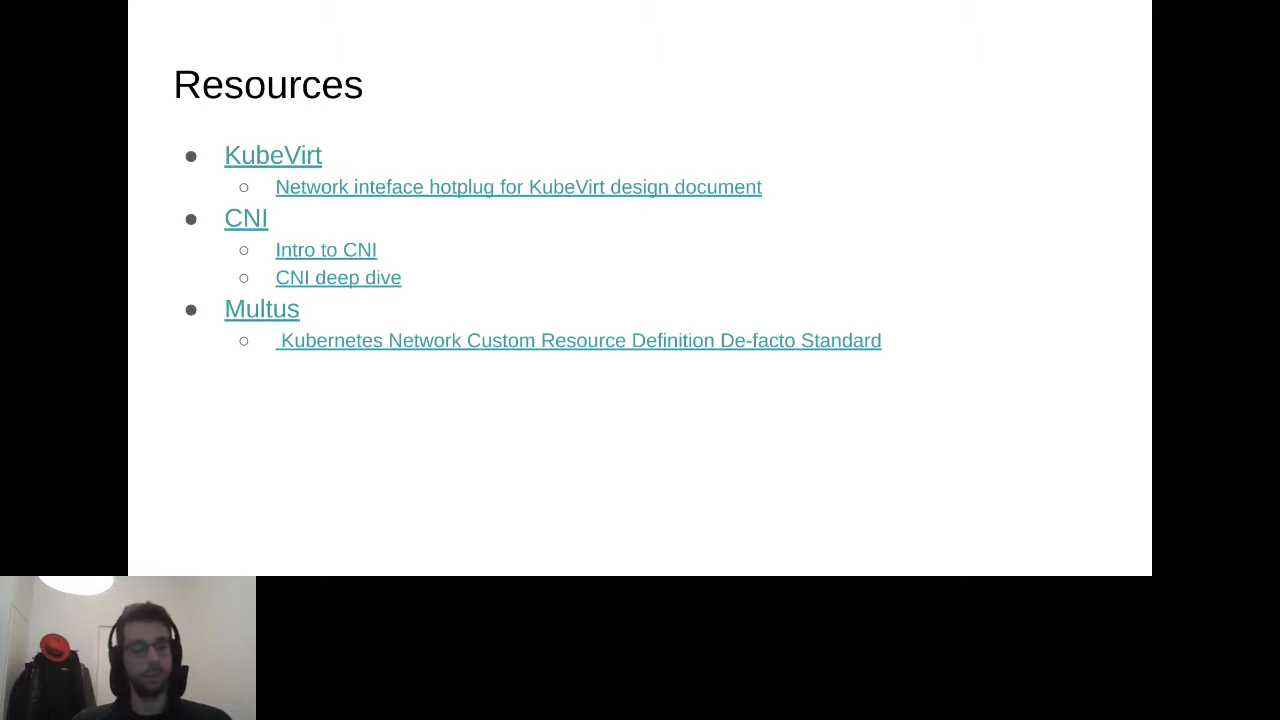 Resources
KubeVirt
Network inteface hotplug for KubeVirt design document
CNI
Intro to CNI
CNI deep dive
Multus
Kubernetes Network Custom Resource Definition De-facto Standard